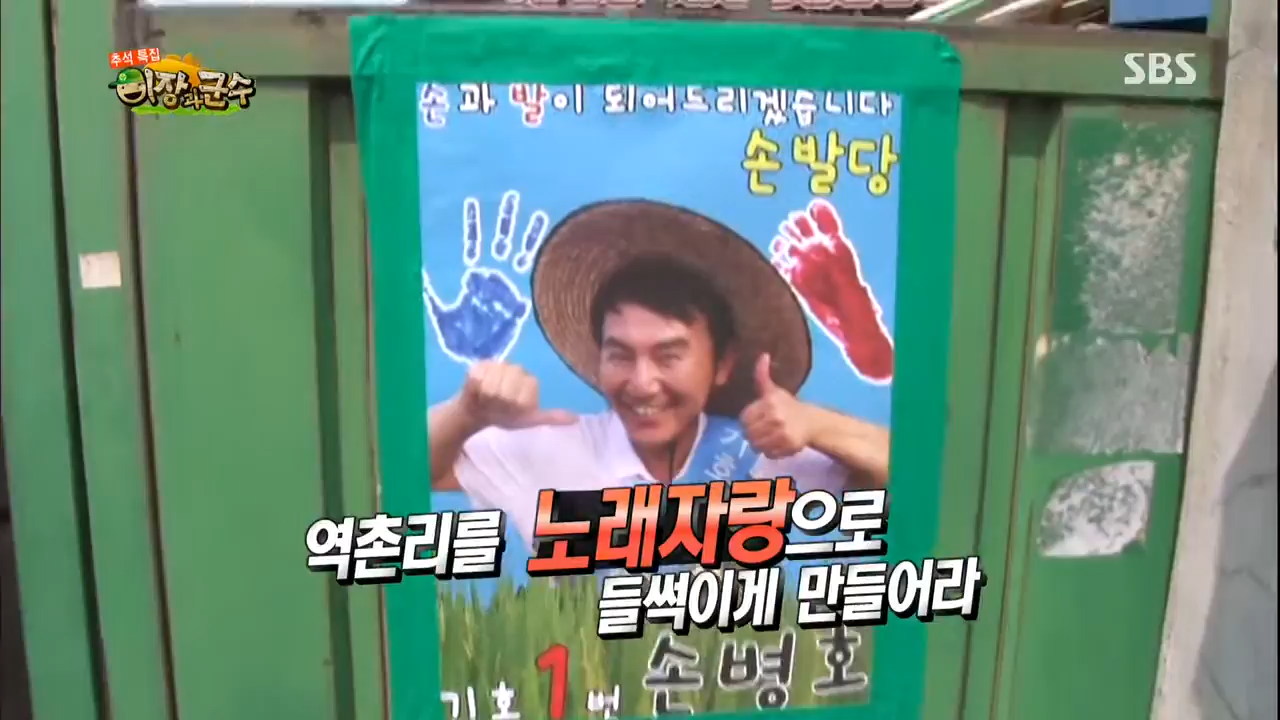 추석 특집
이장과 군수
SBS
손과 발이 되어드리겠습니다
손발당
역촌리를 노래자랑으로
들썩이게 만들어라
기호 1번 손병호